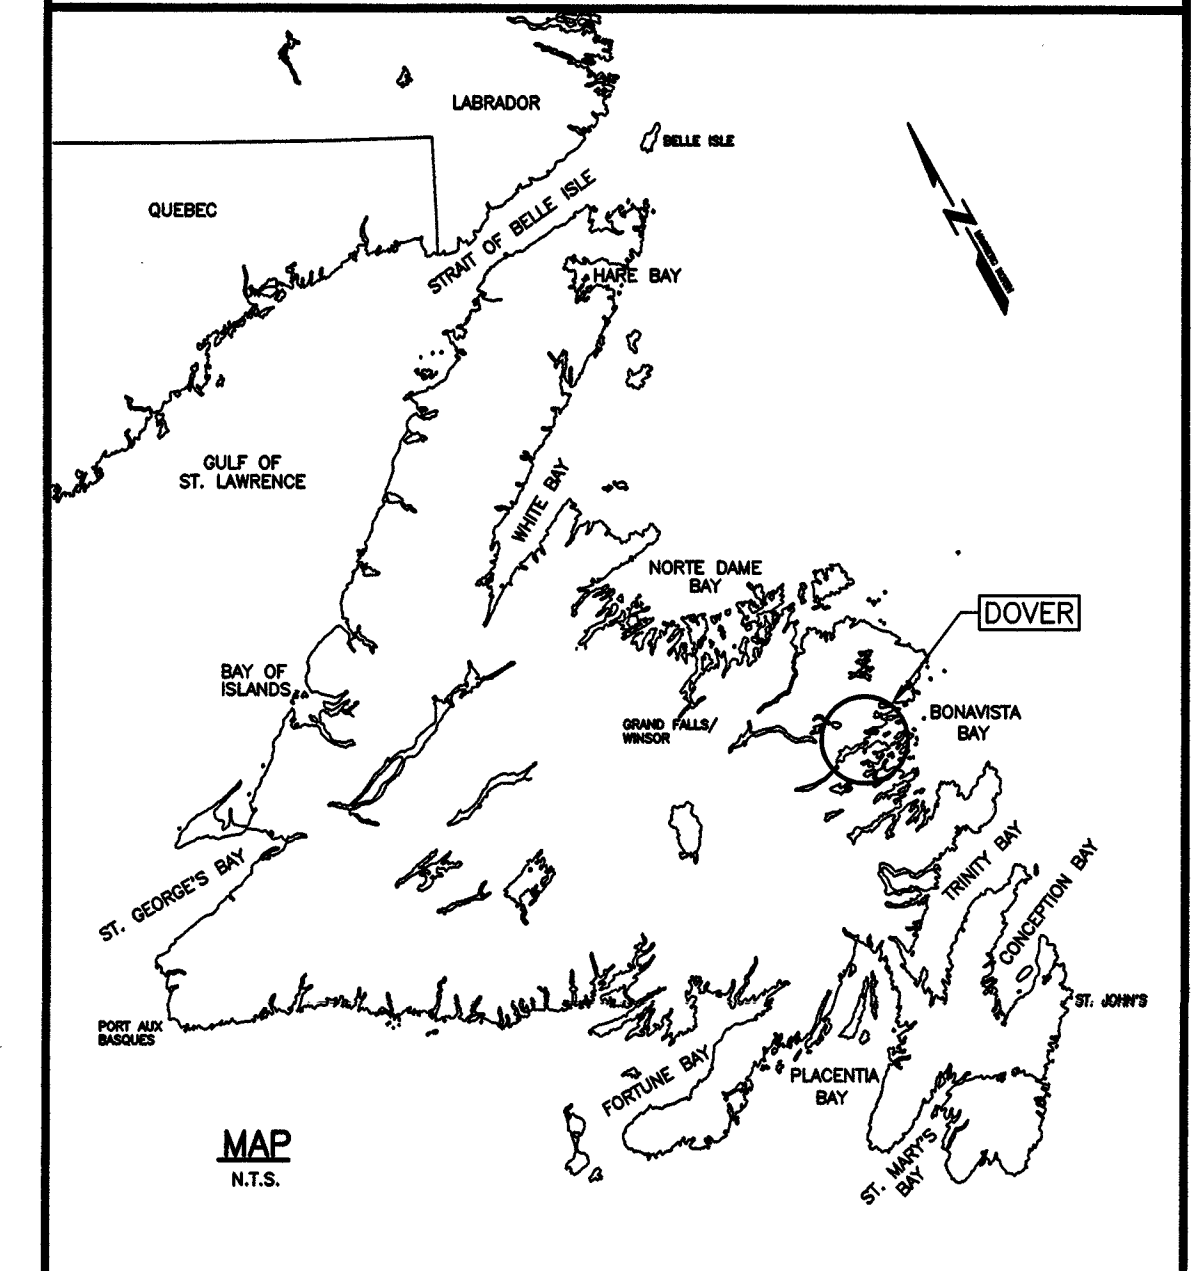 LABRADOR
BELLE ISLE
QUEBEC
STRAIT OF BELLE ISLE
HARE BAY
GULF OF
ST. LAWRENCE
WHITE BAY
NORTE DAME
BAY
DOVER
BAY OF
ISLANDS
GRAND FALLS/
WINSOR
BONAVISTA
BAY
ST. GEORGE'S BAY
TRINITY BAY
CONCEPTION BAY
ST. JOHN'S
PORT AUX
BASQUES
FORTUNE BAY
PLACENTIA
BAY
ST. MARY'S
BAY
MAP
N.T.S.
N